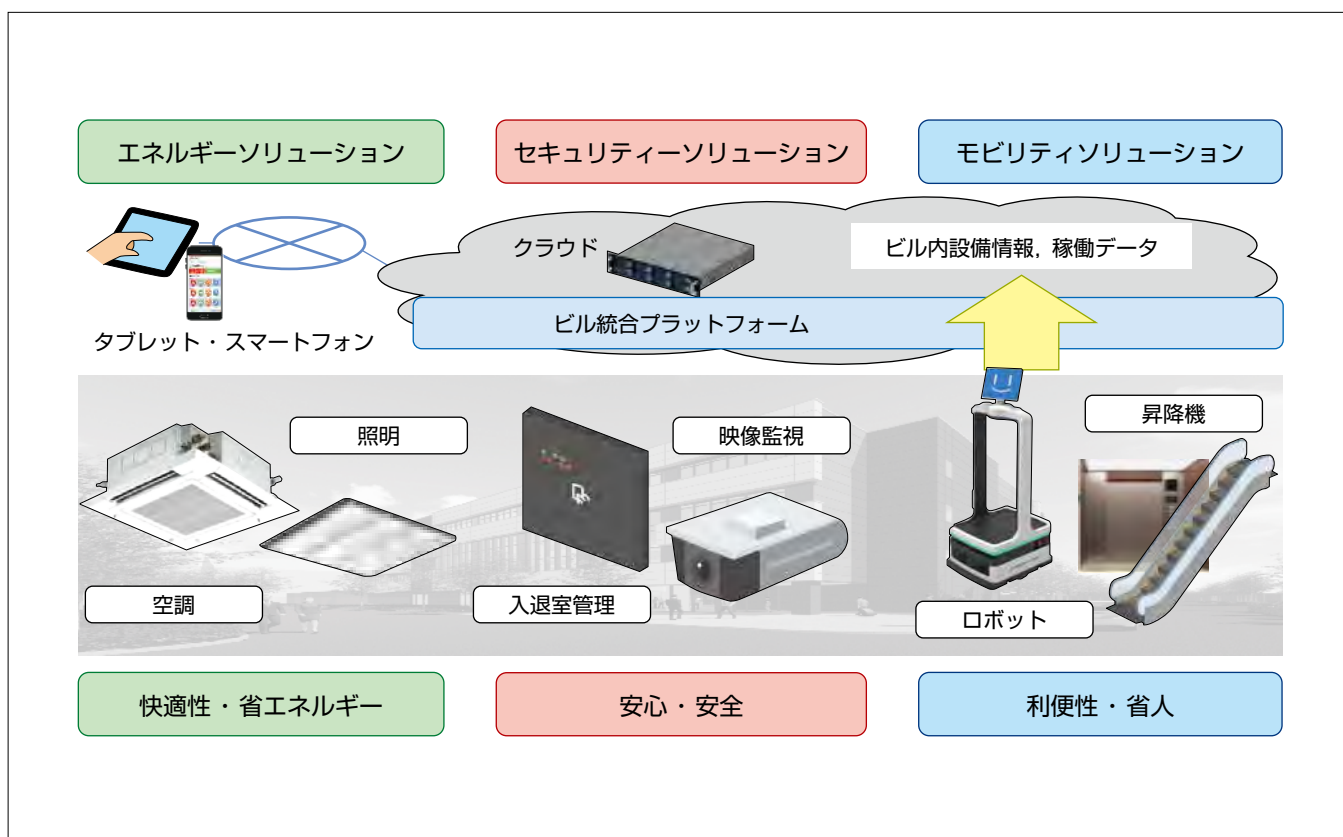 エネルギーソリューション
セキュリティーソリューション
モビリティソリューション
クラウド
ビル内設備情報, 稼働データ
ビル統合プラットフォーム
タブレット・スマートフォン
照明
映像監視
昇降機
空調
入退室管理
ロボット
快適性・省エネルギー
安心・安全
利便性・省人